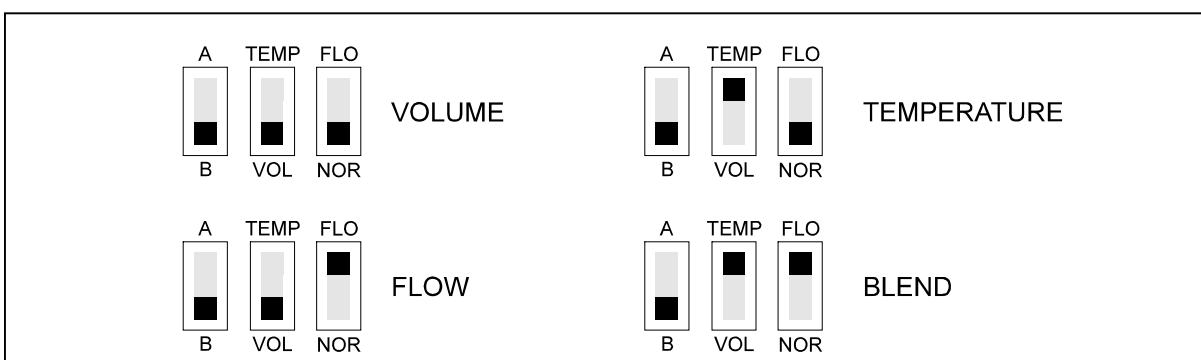 A TEMP FLO
VOLUME
B VOL NOR
A TEMP FLO
TEMPERATURE
B VOL NOR
A TEMP FLO
FLOW
B VOL NOR
A TEMP FLO
BLEND
B VOL NOR